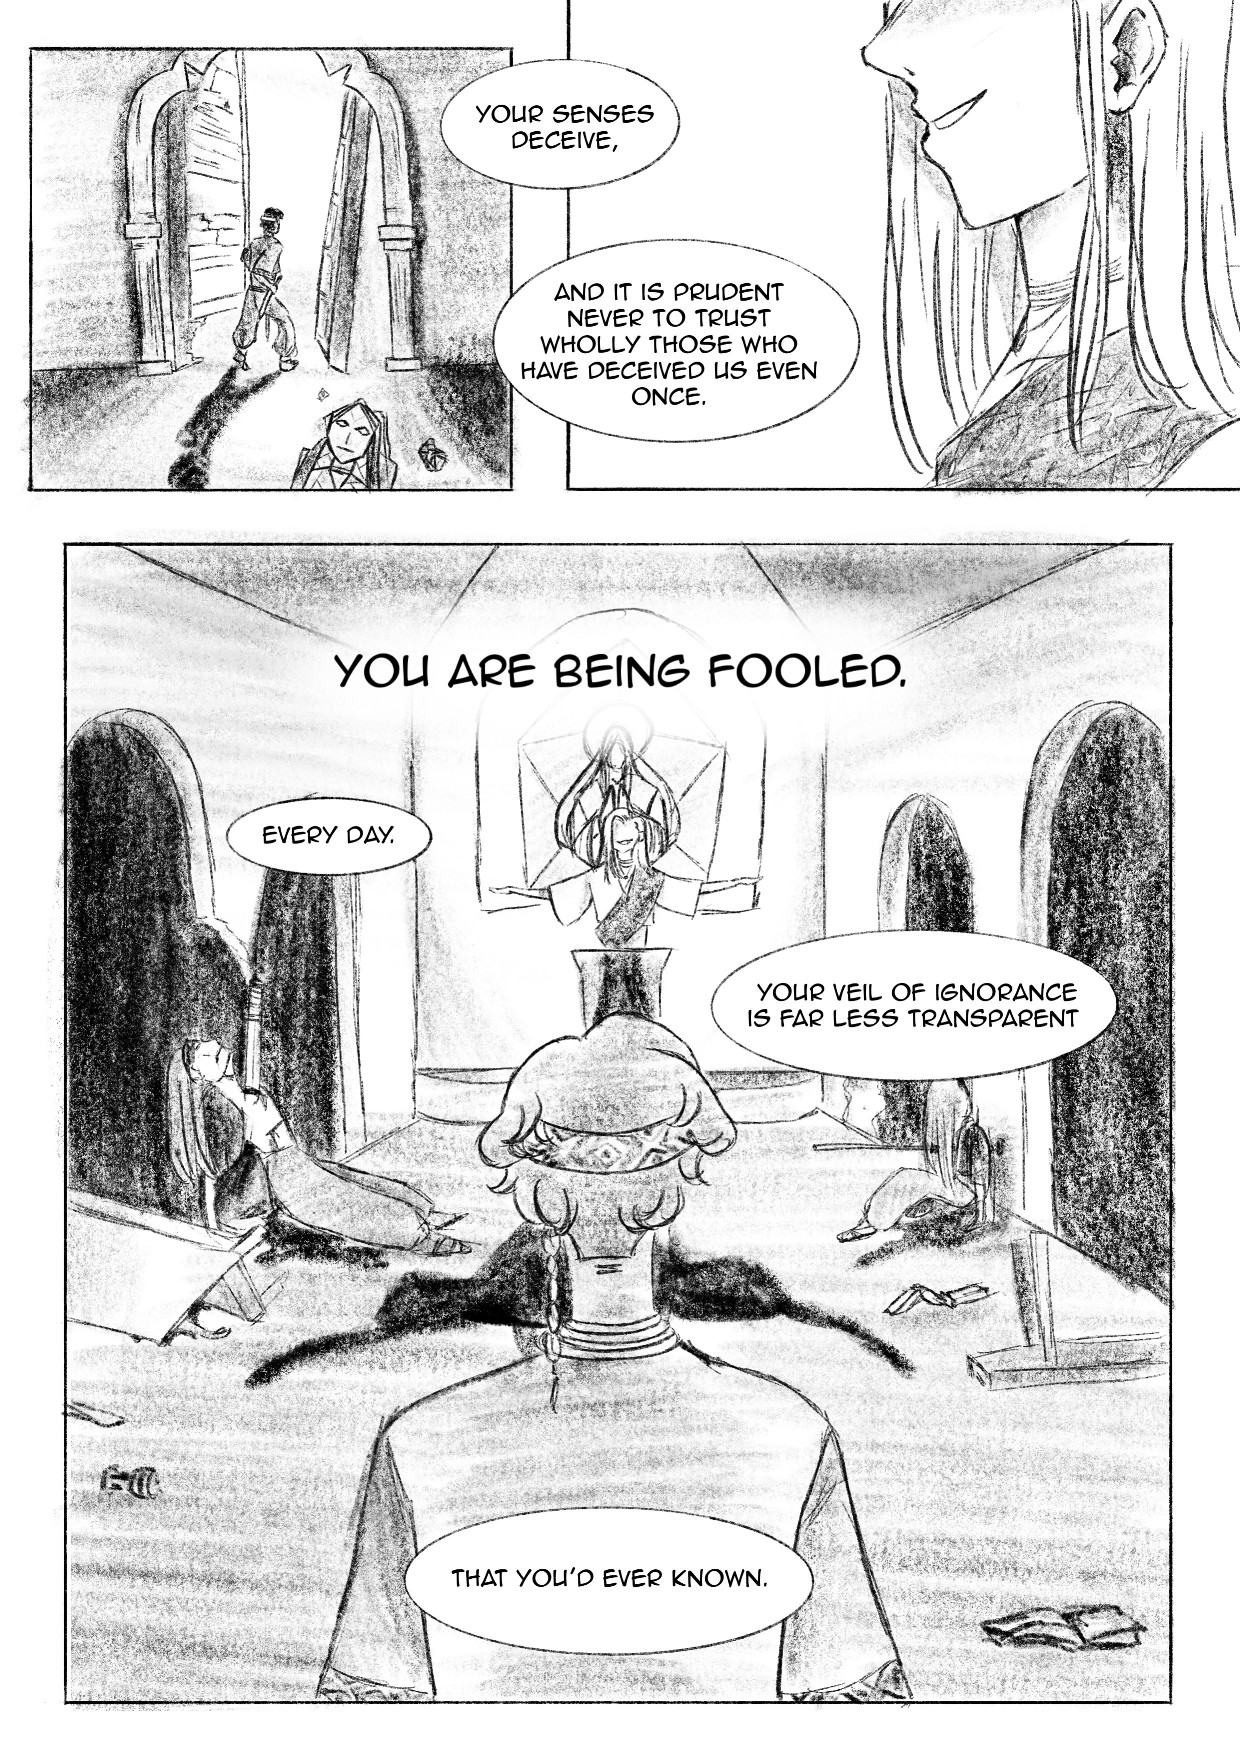 YOUR SENSES
DECEIVE,
AND IT IS PRUDENT
NEVER TO TRUST
WHOLLY THOSE WHO
HAVE DECEIVED US EVEN
ONCE.
YOU ARE BEING FOOLED.
EVERY DAY.
YOUR VEIL OF IGNORANCE
IS FAR LESS TRANSPARENT
THAT YOU'D EVER KNOWN.